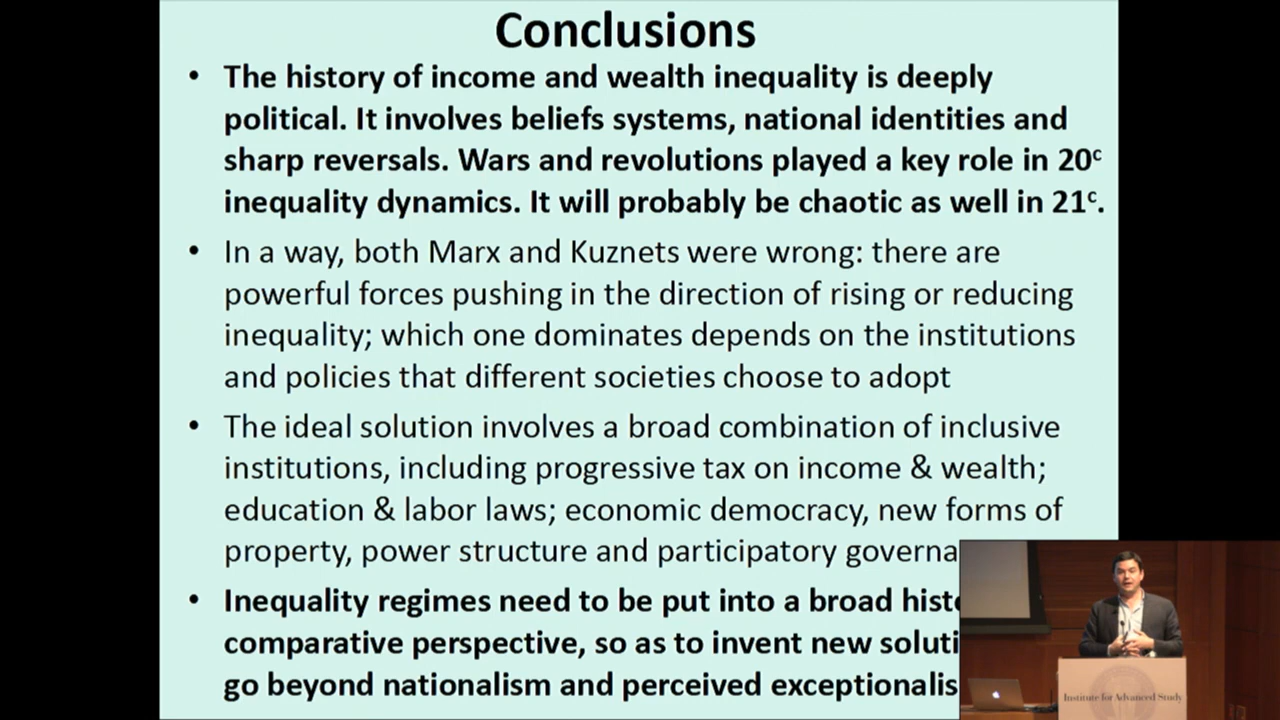 Conclusions
• The history of income and wealth inequality is deeply
political. It involves beliefs systems, national identities and
sharp reversals. Wars and revolutions played a key role in 20ᶜ
inequality dynamics. It will probably be chaotic as well in 21ᶜ.
• In a way, both Marx and Kuznets were wrong: there are
powerful forces pushing in the direction of rising or reducing
inequality; which one dominates depends on the institutions
and policies that different societies choose to adopt
• The ideal solution involves a broad combination of inclusive
institutions, including progressive tax on income & wealth;
education & labor laws; economic democracy, new forms of
property, power structure and participatory governa
• Inequality regimes need to be put into a broad histo
comparative perspective, so as to invent new soluti
go beyond nationalism and perceived exceptionalis
Institute for Advanced Study